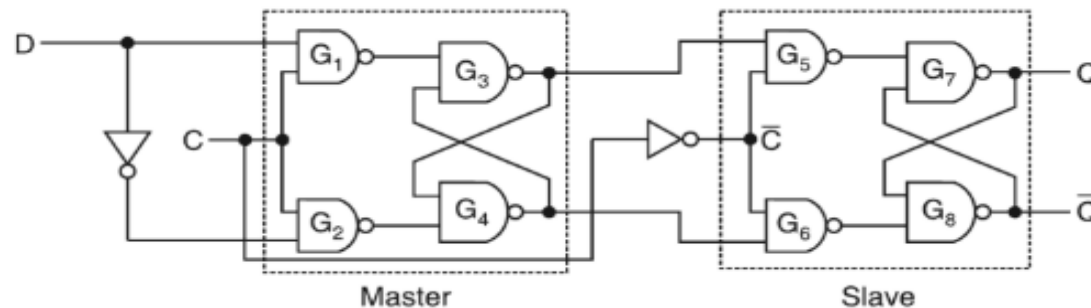 D
G₁ G₃ G₅ G₇
C C̅
G₂ G₄ G₆ G₈
Master Slave